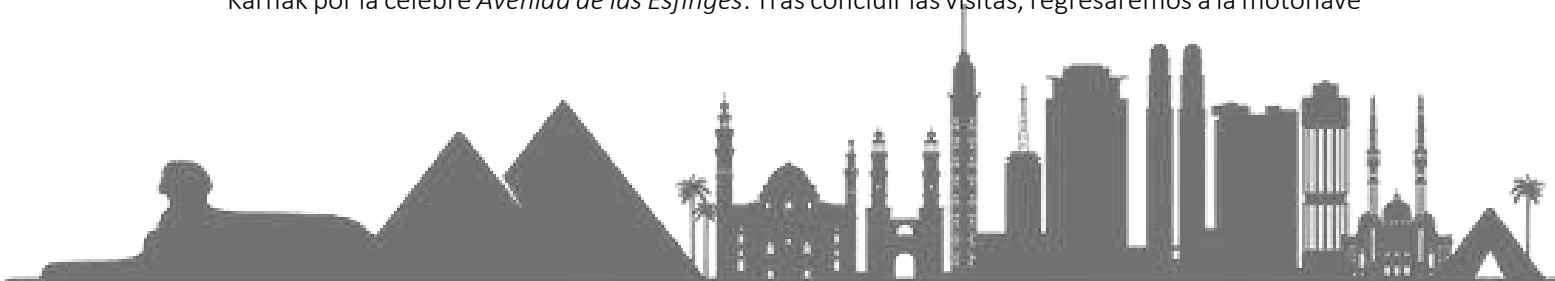 Karnak por la célebre Avenida de las Esfinges. Tras concluir las visitas, regresaremos a la motonave